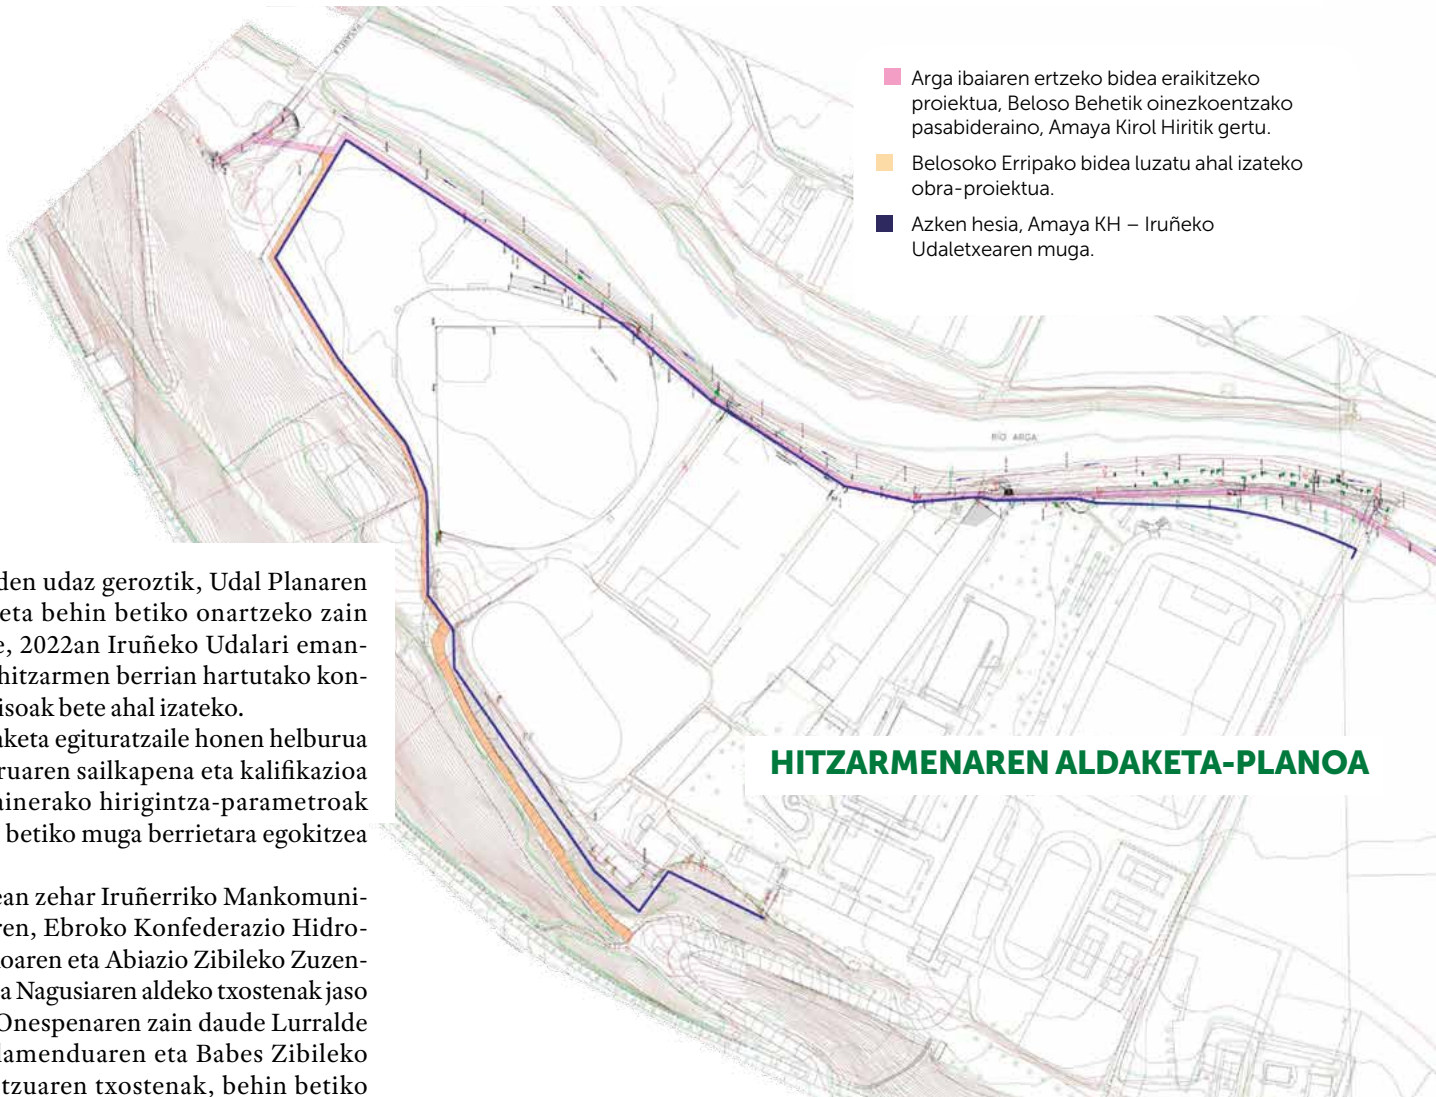 Arga ibaiaren ertzeko bidea eraikitzeko
proiektua, Beloso Behetik oinezkoentzako
pasabideraino, Amaya Kirol Hiritik gertu.
Belosoko Erripako bidea luzatu ahal izateko
obra-proiektua.
Azken hesia, Amaya KH – Iruñeko
Udaletxearen muga.
PASARELA
RÍO ARGA
HITZARMENAREN ALDAKETA-PLANOA
den udaz geroztik, Udal Planaren
eta behin betiko onartzeko zain
e, 2022an Iruñeko Udalari eman-
hitzarmen berrian hartutako kon-
isoak bete ahal izateko.
aketa egituratzaile honen helburua
ruaren sailkapena eta kalifikazioa
ainerako hirigintza-parametroak
betiko muga berrietara egokitzea
ean zehar Iruñerriko Mankomuni-
ren, Ebroko Konfederazio Hidro-
koaren eta Abiazio Zibileko Zuzen-
a Nagusiaren aldeko txostenak jaso
Onespenaren zain daude Lurralde
lamenduaren eta Babes Zibileko
tzuaren txostenak, behin betiko